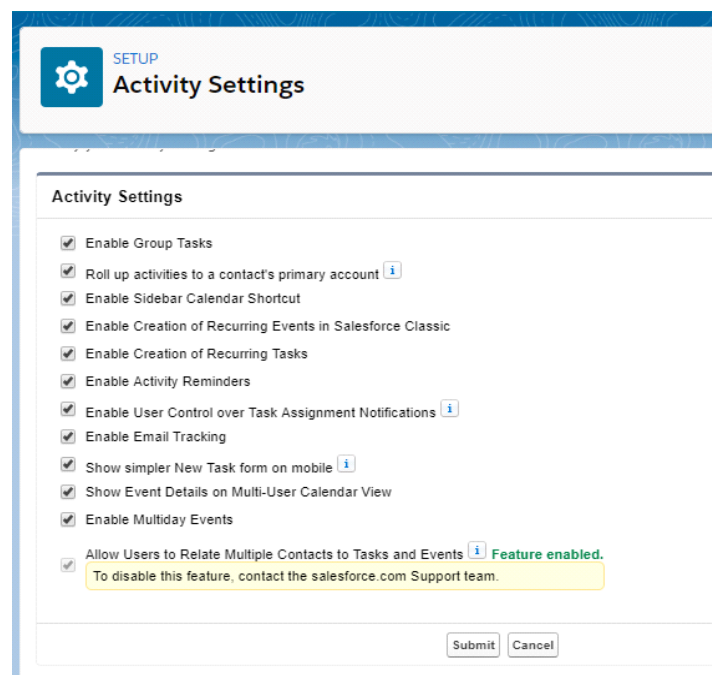 SETUP
Activity Settings
Activity Settings
Enable Group Tasks
Roll up activities to a contact's primary account i
Enable Sidebar Calendar Shortcut
Enable Creation of Recurring Events in Salesforce Classic
Enable Creation of Recurring Tasks
Enable Activity Reminders
Enable User Control over Task Assignment Notifications i
Enable Email Tracking
Show simpler New Task form on mobile i
Show Event Details on Multi-User Calendar View
Enable Multiday Events
Allow Users to Relate Multiple Contacts to Tasks and Events i Feature enabled.
To disable this feature, contact the salesforce.com Support team.
Submit Cancel